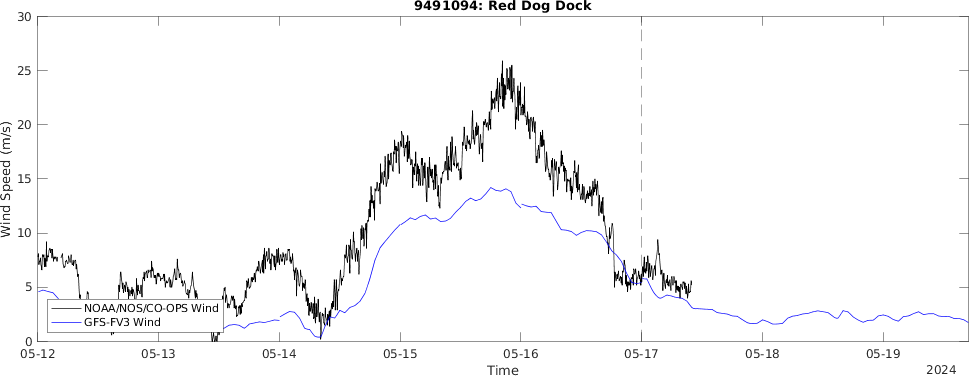 9491094: Red Dog Dock
30
25
20
15
10
5
0
Wind Speed (m/s)
NOAA/NOS/CO-OPS Wind
GFS-FV3 Wind
05-12 05-13 05-14 05-15 05-16 05-17 05-18 05-19
Time
2024